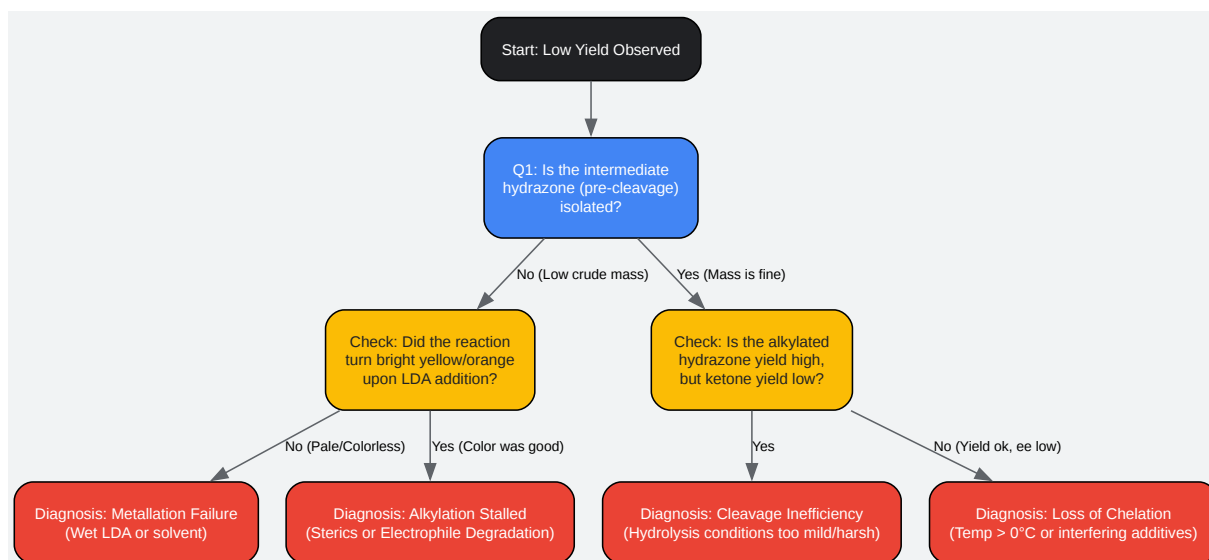 Start: Low Yield Observed
Q1: Is the intermediate
hydrazone (pre-cleavage)
isolated?
No (Low crude mass)
Yes (Mass is fine)
Check: Did the reaction
turn bright yellow/orange
upon LDA addition?
Check: Is the alkylated
hydrazone yield high,
but ketone yield low?
No (Pale/Colorless)
Yes (Color was good)
Yes
No (Yield ok, ee low)
Diagnosis: Metallation Failure
(Wet LDA or solvent)
Diagnosis: Alkylation Stalled
(Sterics or Electrophile Degradation)
Diagnosis: Cleavage Inefficiency
(Hydrolysis conditions too mild/harsh)
Diagnosis: Loss of Chelation
(Temp > 0°C or interfering additives)